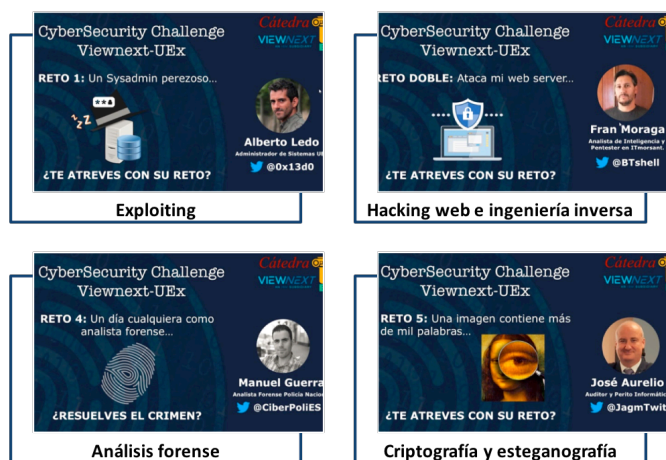 CyberSecurity Challenge
Viewnext-UEx
Cátedra
VIEWNEXT
RETO 1: Un Sysadmin perezoso...
***
zzZ
Alberto Ledo
Administrador de Sistemas
@0x13d0
¿TE ATREVES CON SU RETO?
Exploiting
CyberSecurity Challenge
Viewnext-UEx
Cátedra
VIEWNEXT
RETO DOBLE: Ataca mi web server...
Fran Moraga
Analista de Inteligencia y
Pentester en ITmorsant.
@BTshell
¿TE ATREVES CON SU RETO?
Hacking web e ingeniería inversa
CyberSecurity Challenge
Viewnext-UEx
Cátedra
VIEWNEXT
RETO 4: Un día cualquiera como
analista forense...
Manuel Guerra
Analista Forense Policía
@CiberPoliES
¿RESUELVES EL CRIMEN?
Análisis forense
CyberSecurity Challenge
Viewnext-UEx
Cátedra
VIEWNEXT
RETO 5: Una imagen contiene más
de mil palabras...
José Aurelio
Auditor y Perito
@JagmTwit
¿TE ATREVES CON SU RETO?
Criptografía y esteganografía